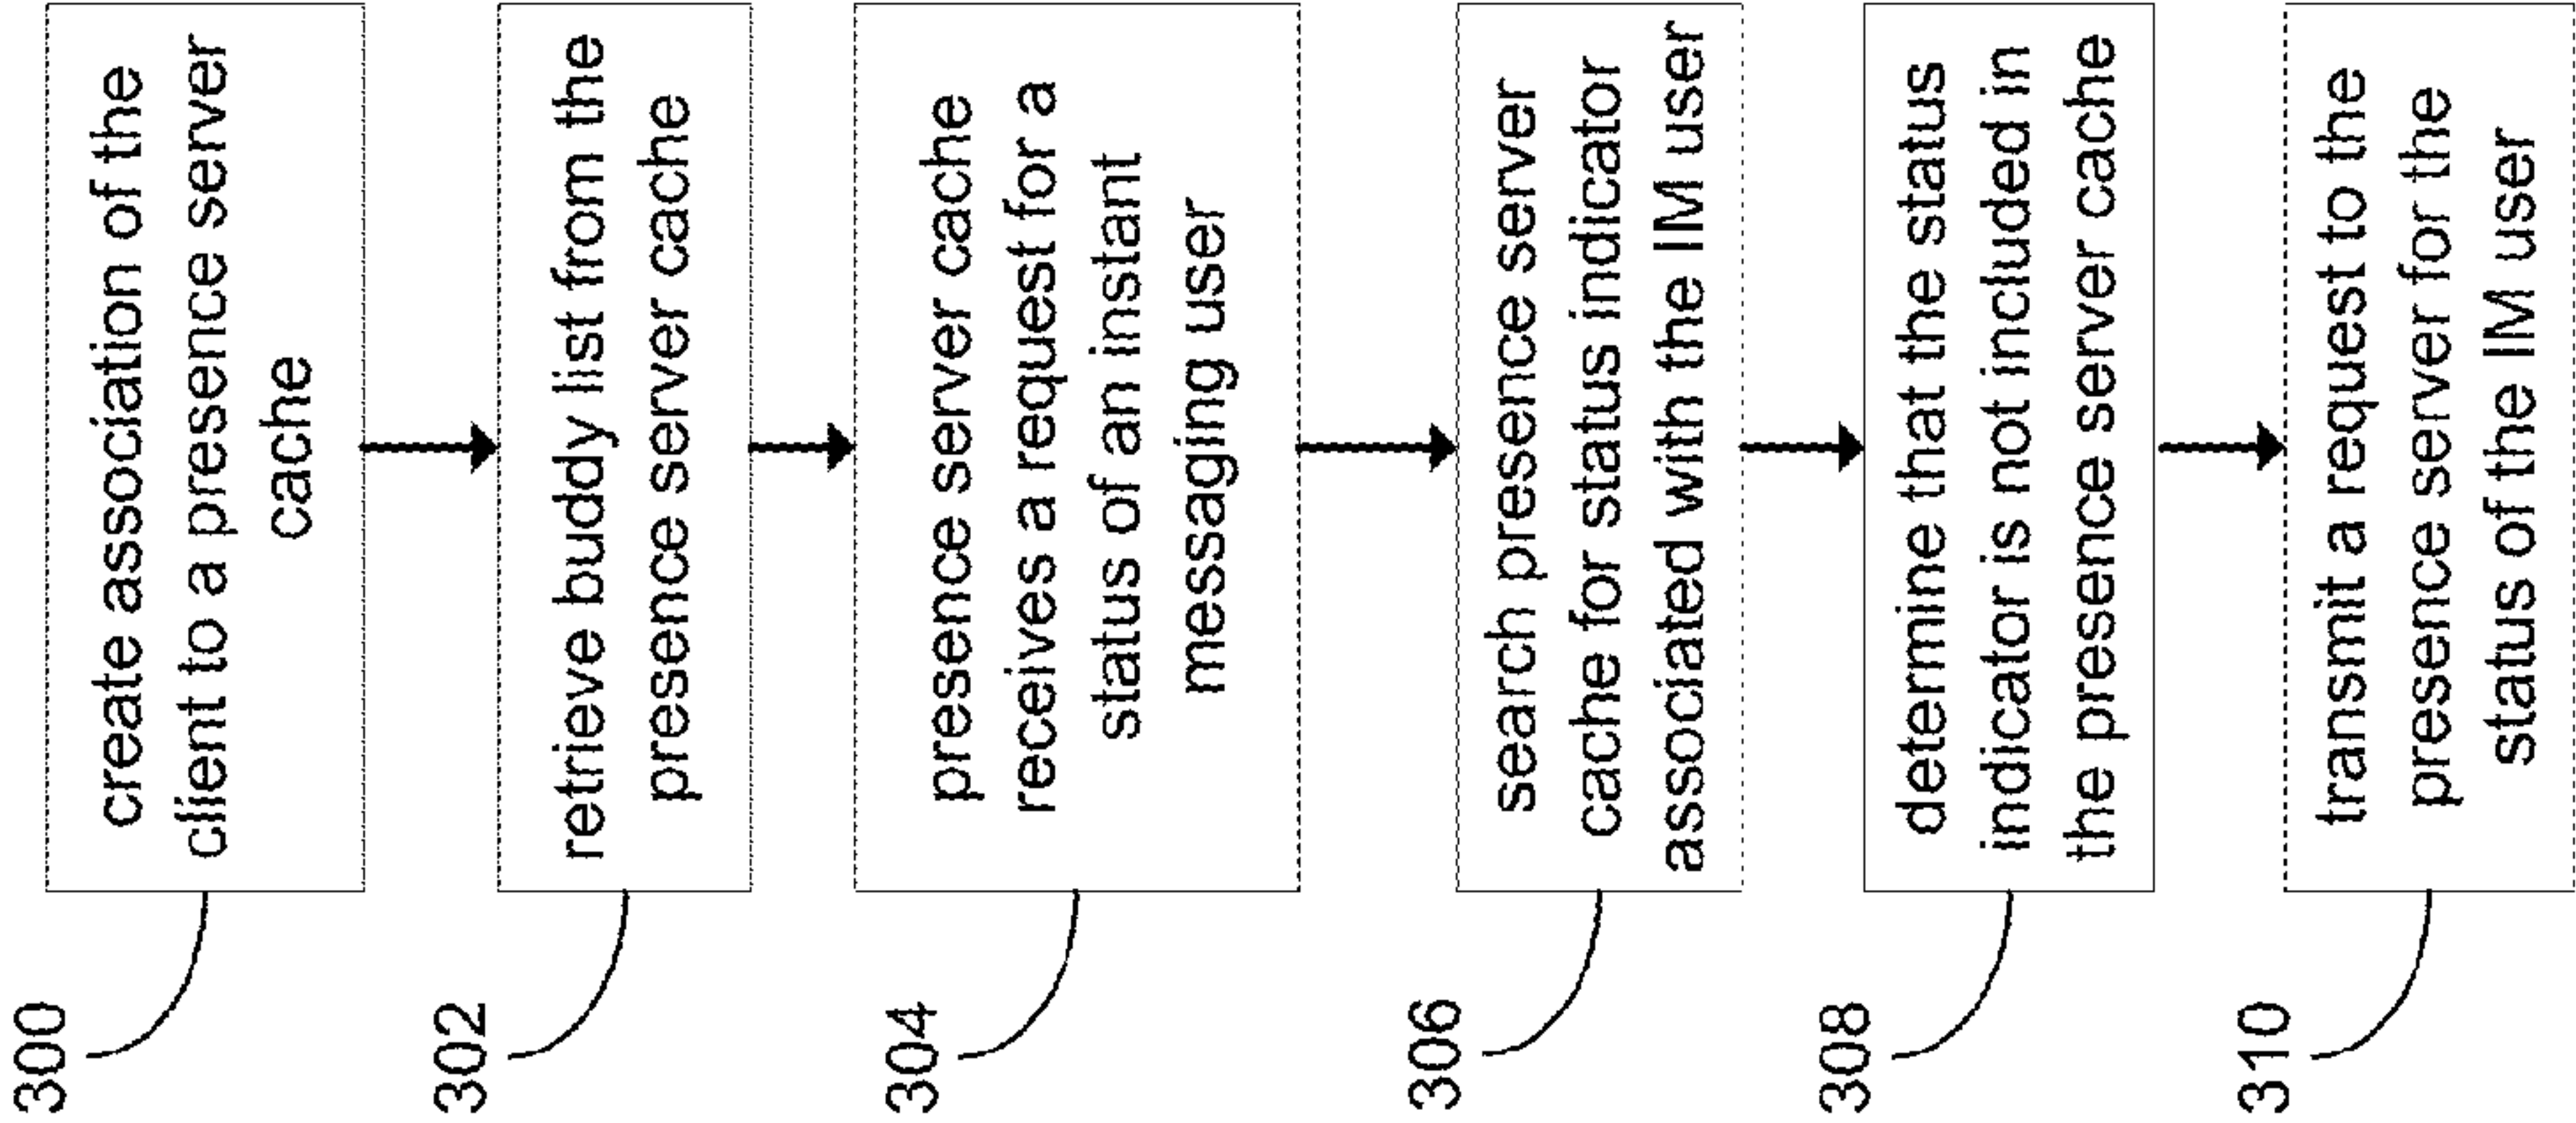 300
create association of the
client to a presence server
cache
302
retrieve buddy list from the
presence server cache
304
presence server cache
receives a request for a
status of an instant
messaging user
306
search presence server
cache for status indicator
associated with the IM user
308
determine that the status
indicator is not included in
the presence server cache
310
transmit a request to the
presence server for the
status of the IM user